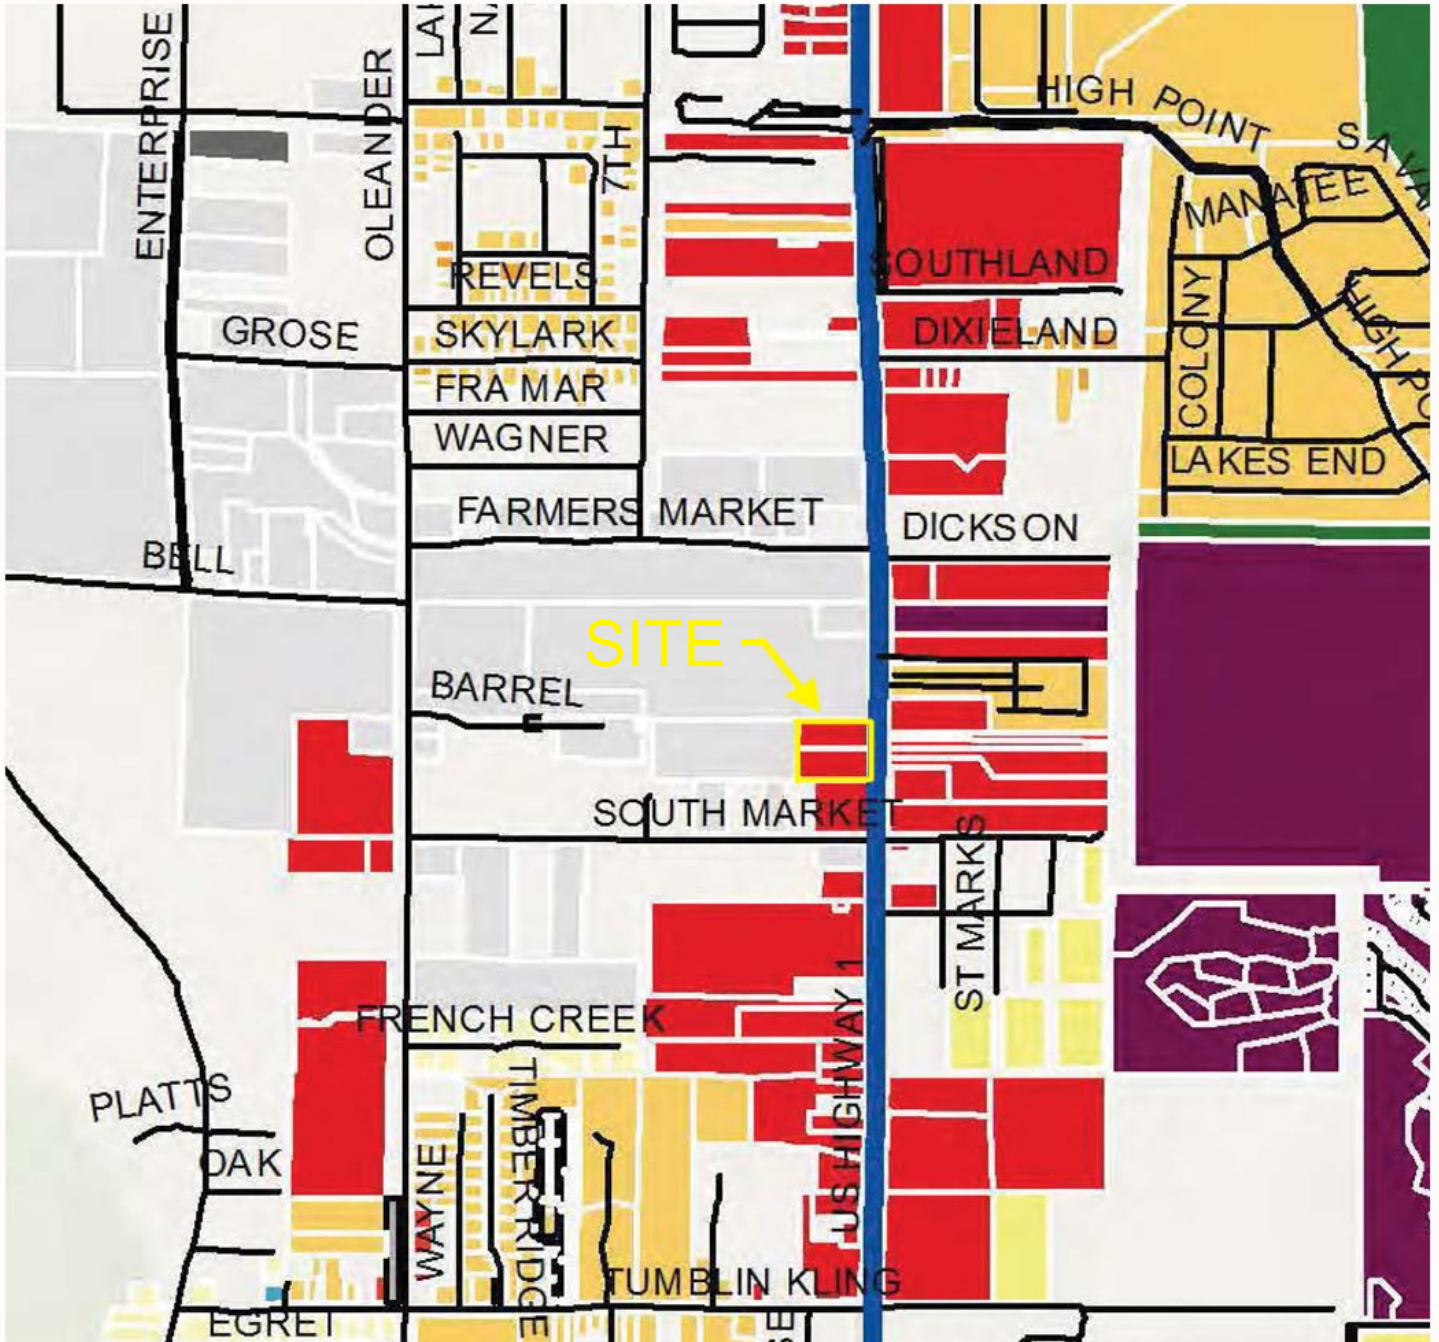 ENTERPRISE
OLEANDER
HIGH POINT
7TH
MANATEE
REVELS
SOUTHLAND
GROSE
SKYLARK
DIXIELAND
COLONY
FRA MAR
WAGNER
LAKES END
FARMERS MARKET
DICKSON
BELL
SITE
BARREL
SOUTH MARKET
ST MARKS
FRENCH CREEK
US HIGHWAY 1
PLATTS
TIMBER RIDGE
OAK
WAYNE
TUMBLIN KLING
EGRET